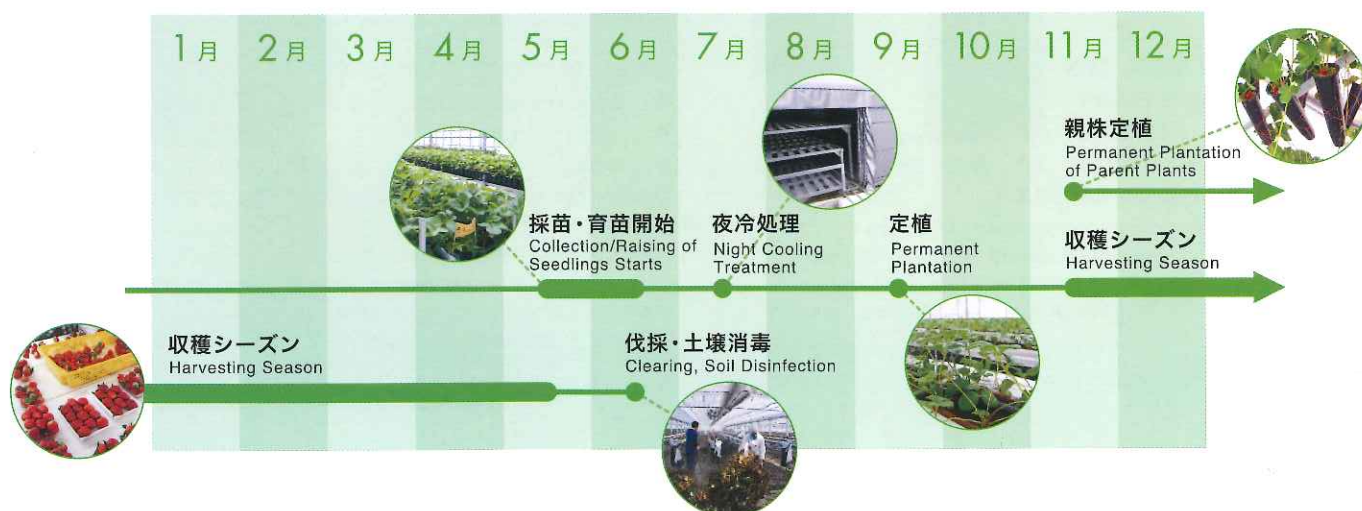 1月 2月 3月 4月 5月 6月 7月 8月 9月 10月 11月 12月
親株定植
Permanent Plantation
of Parent Plants
採苗・育苗開始
Collection/Raising of
Seedlings Starts
夜冷処理
Night Cooling
Treatment
定植
Permanent
Plantation
収穫シーズン
Harvesting Season
収穫シーズン
Harvesting Season
伐採・土壌消毒
Clearing, Soil Disinfection